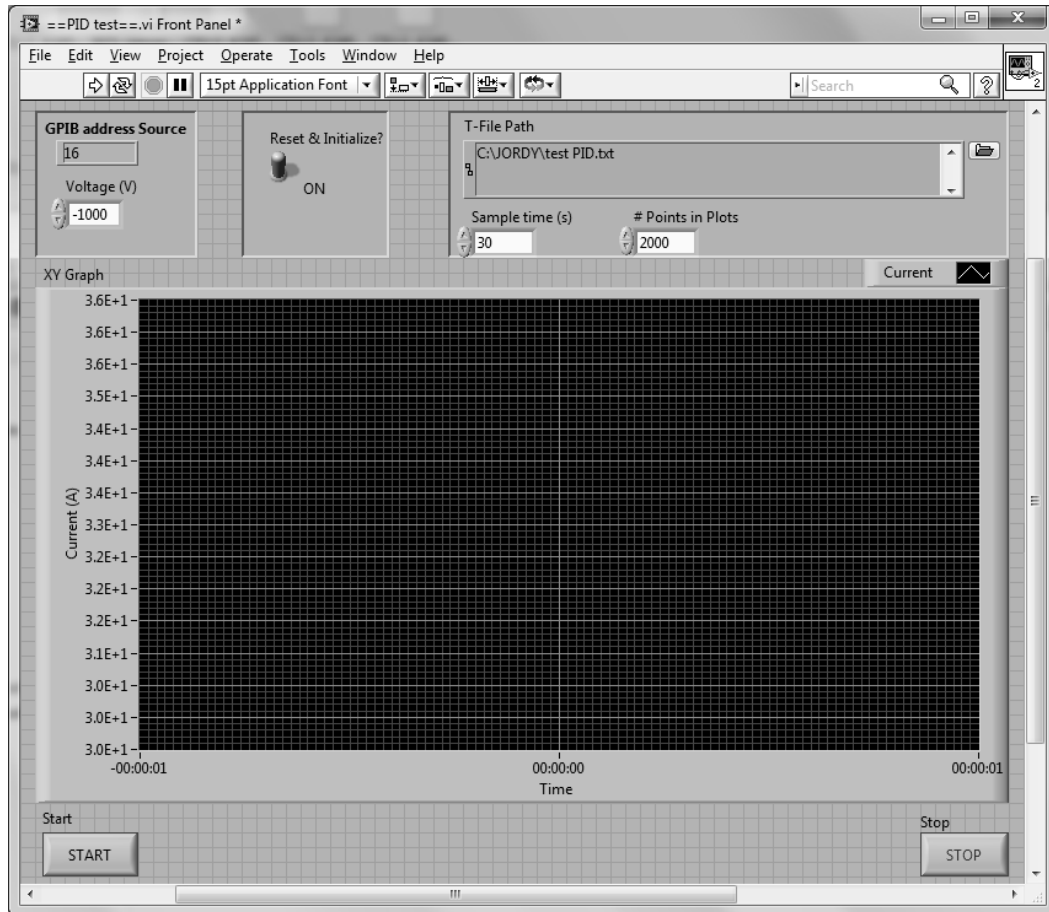 ==PID test==.vi Front Panel *
File Edit View Project Operate Tools Window Help
15pt Application Font Search 2
GPIB address Source
16
Voltage (V)
-1000
Reset & Initialize?
ON
T-File Path
C:\JORDY\test PID.txt
Sample time (s) # Points in Plots
30 2000
XY Graph Current
3.6E+1
3.6E+1
3.6E+1
3.5E+1
3.4E+1
3.4E+1
3.4E+1
3.3E+1
3.2E+1
3.2E+1
3.2E+1
3.1E+1
3.0E+1
3.0E+1
3.0E+1
Current (A)
-00:00:01 00:00:00 00:00:01
Time
Start Stop
START STOP